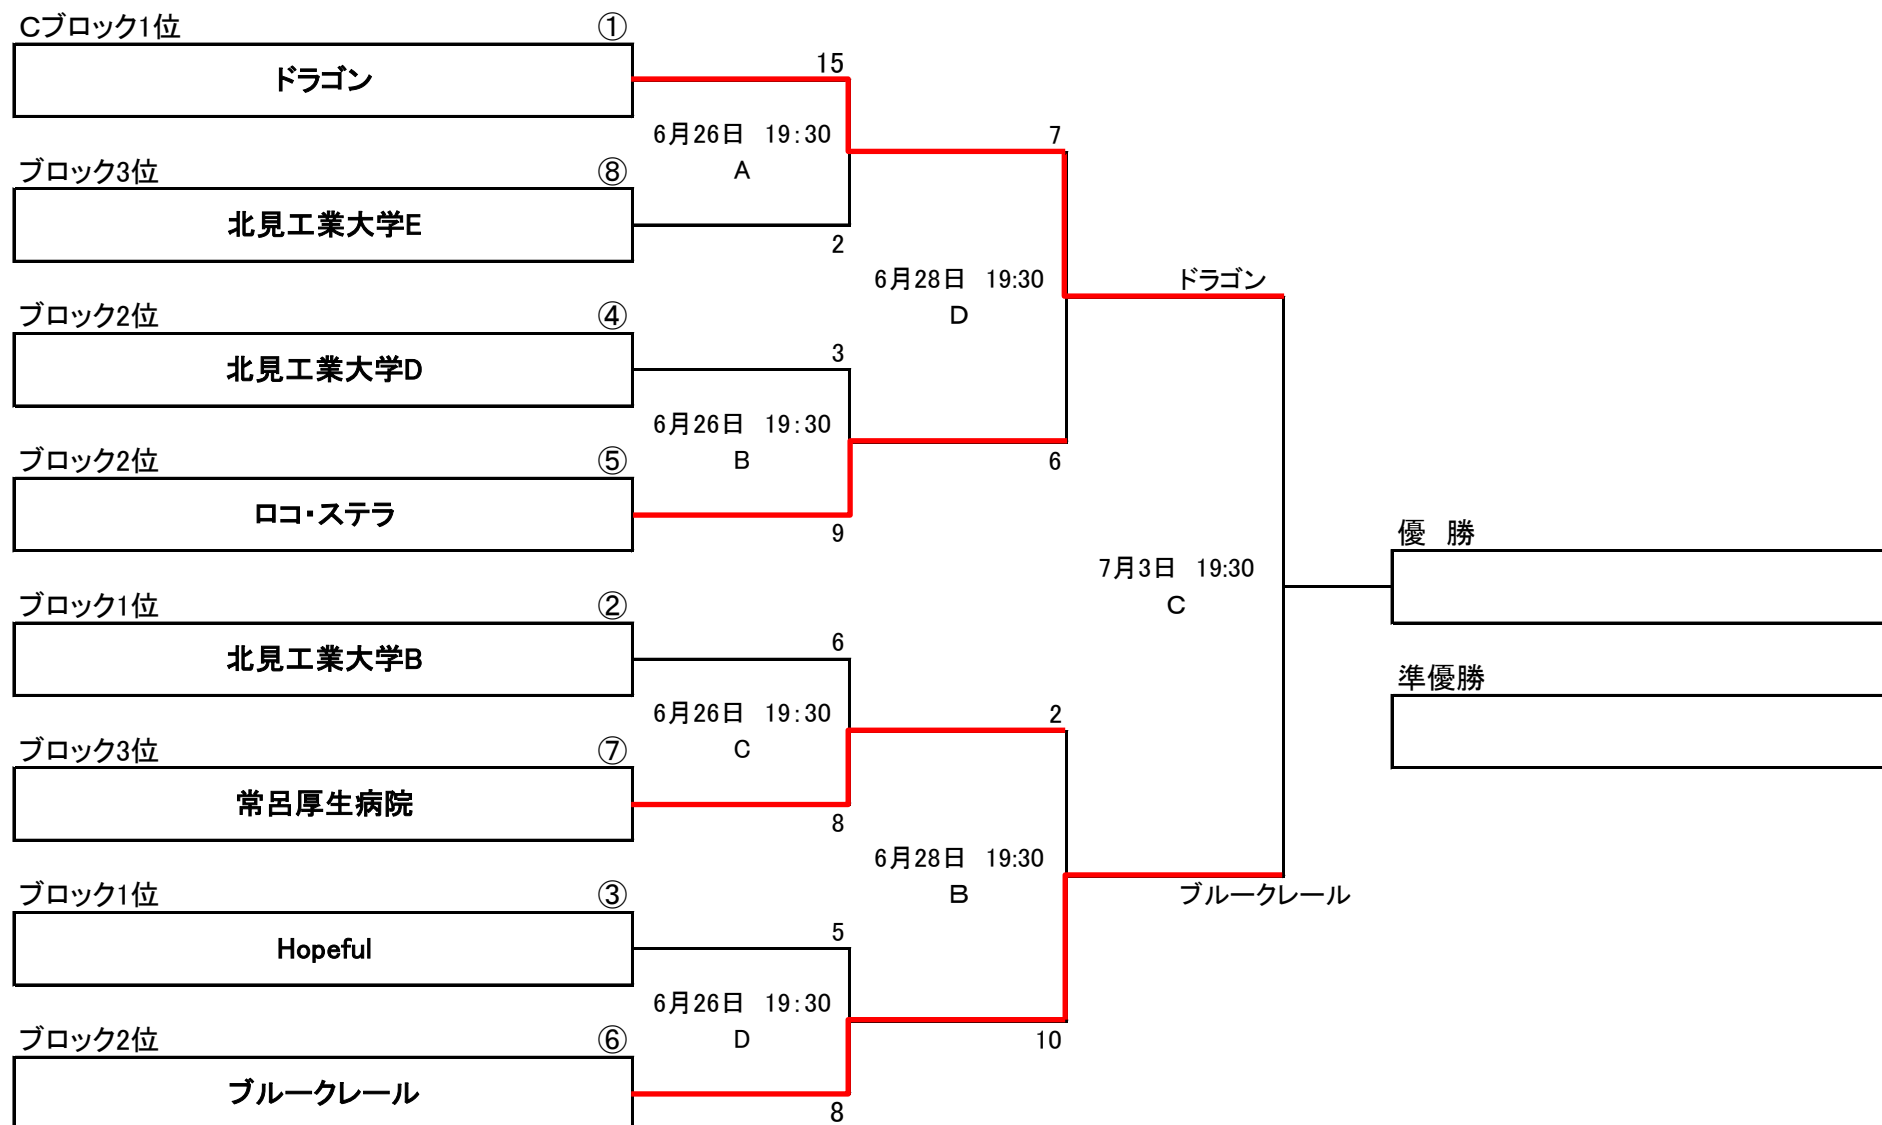 Cブロック1位 ①
ドラゴン
15
6月26日 19:30
A
7
ブロック3位 ⑧
北見工業大学E
2
6月28日 19:30
D
ドラゴン
ブロック2位 ④
北見工業大学D
3
6月26日 19:30
B
6
ブロック2位 ⑤
ロコ・ステラ
9
優 勝
7月3日 19:30
C
ブロック1位 ②
北見工業大学B
6
準優勝
6月26日 19:30
C
2
ブロック3位 ⑦
常呂厚生病院
8
6月28日 19:30
B
ブルークレール
ブロック1位 ③
Hopeful
5
6月26日 19:30
D
10
ブロック2位 ⑥
ブルークレール
8